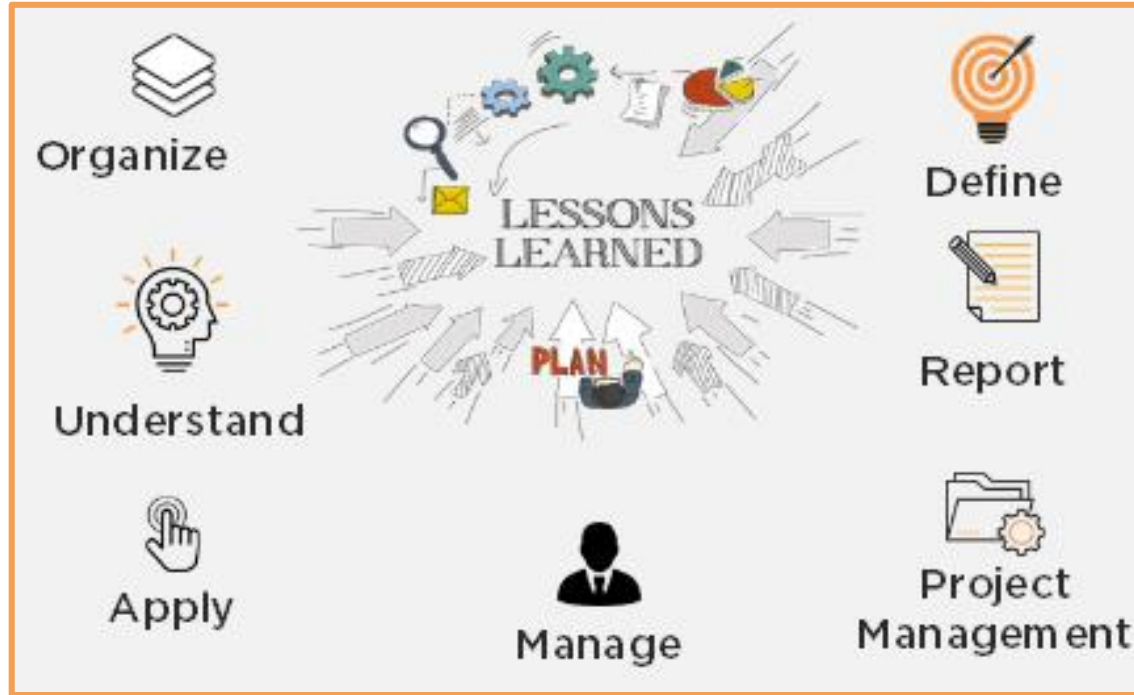 Organize
LESSONS
LEARNED
Define
PLAN
Understand
Report
Apply
Manage
Project
Management